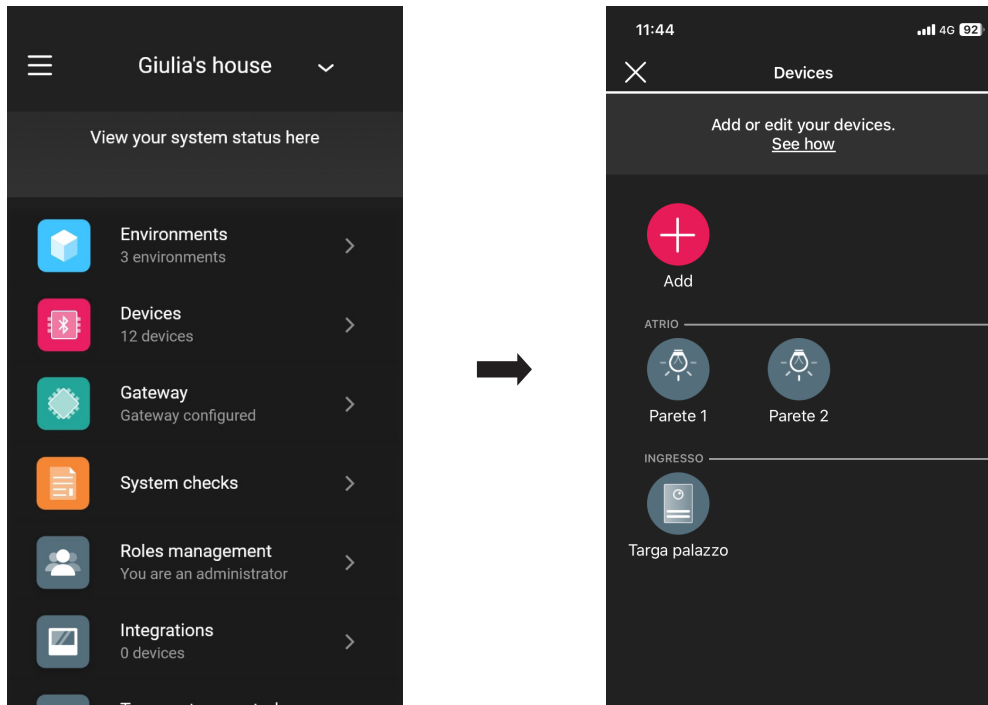 Giulia's house
View your system status here
Environments
3 environments
Devices
12 devices
Gateway
Gateway configured
System checks
Roles management
You are an administrator
Integrations
0 devices
11:44
4G 92
Devices
Add or edit your devices.
See how
Add
ATRIO
Parete 1 Parete 2
INGRESSO
Targa palazzo